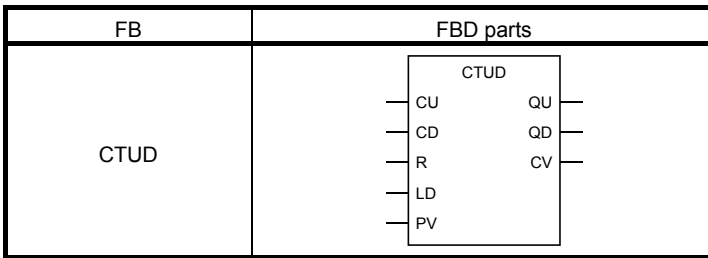 FB FBD parts
CTUD
CTUD
CU QU
CD QD
R CV
LD
PV